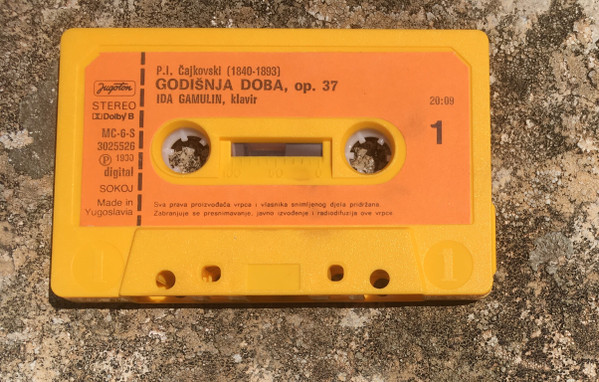 Jugoton
STEREO
Dolby B
MC-6-S
3025526
Ⓟ 1933
digital
SOKOJ
Made in
Yugoslavia
P.I. Čajkovski (1840-1893)
GODIŠNJA DOBA, op. 37
IDA GAMULIN, klavir
20:09
1
Sva prava proizvođača vrpce i vlasnika snimljenog djela pridržana.
Zabranjuje se presnimavanje, javno izvođenje i radiodifuzija ove vrpce.
1
1